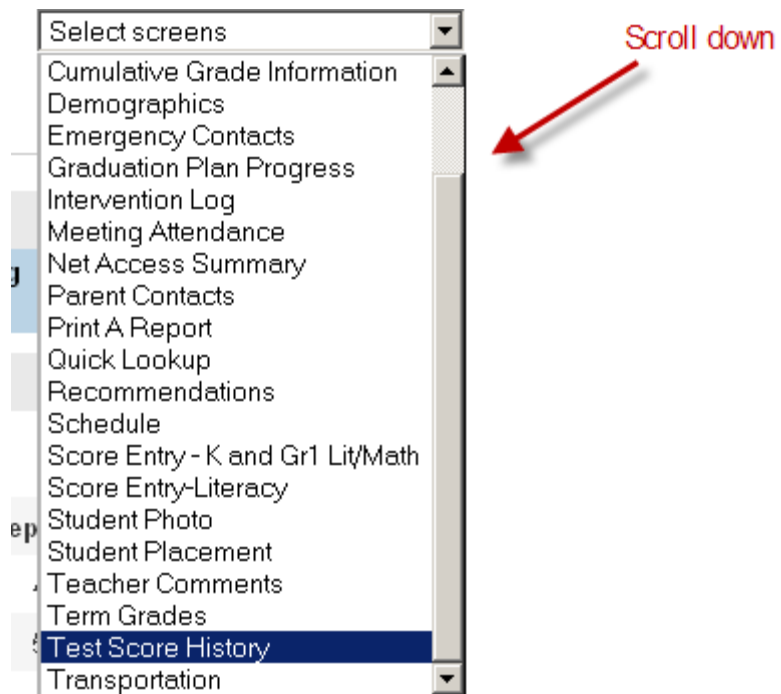 Select screens
Scroll down
Cumulative Grade Information
Demographics
Emergency Contacts
Graduation Plan Progress
Intervention Log
Meeting Attendance
g
Net Access Summary
Parent Contacts
Print A Report
Quick Lookup
Recommendations
Schedule
Score Entry - K and Gr1 Lit/Math
Score Entry-Literacy
Student Photo
ep
Student Placement
Teacher Comments
Term Grades
Test Score History
Transportation